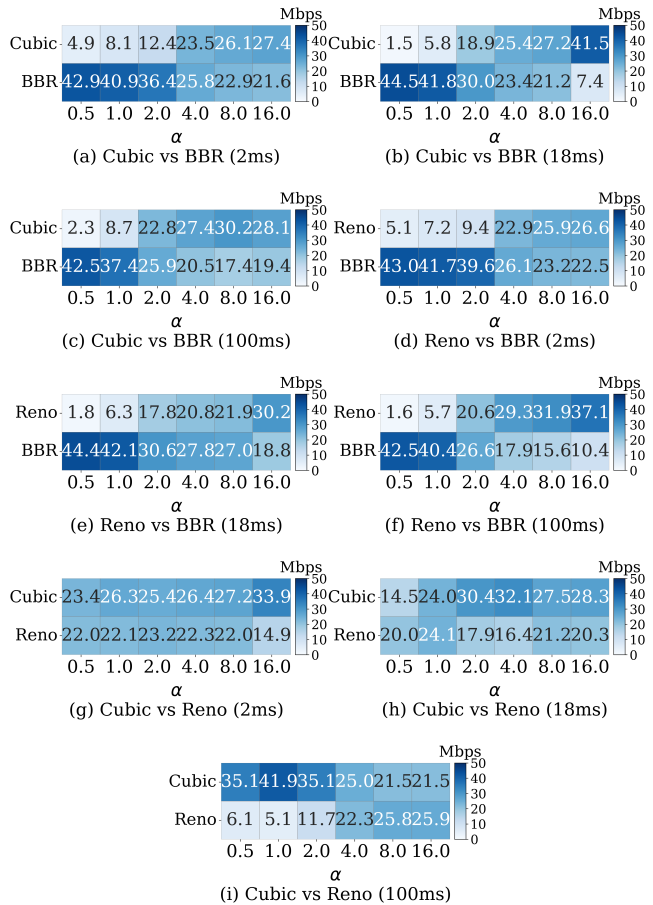 Mbps
Cubic 4.9 8.1 12.4 23.5 26.1 27.4
BBR 42.9 40.9 36.4 25.8 22.9 21.6
50
40
30
20
10
0
0.5 1.0 2.0 4.0 8.0 16.0
α
(a) Cubic vs BBR (2ms)
Mbps
Cubic 1.5 5.8 18.9 25.4 27.2 41.5
BBR 44.5 41.8 30.0 23.4 21.2 7.4
50
40
30
20
10
0
0.5 1.0 2.0 4.0 8.0 16.0
α
(b) Cubic vs BBR (18ms)
Mbps
Cubic 2.3 8.7 22.8 27.4 30.2 28.1
BBR 42.5 37.4 25.9 20.5 17.4 19.4
50
40
30
20
10
0
0.5 1.0 2.0 4.0 8.0 16.0
α
(c) Cubic vs BBR (100ms)
Mbps
Reno 5.1 7.2 9.4 22.9 25.9 26.6
BBR 43.0 41.7 39.6 26.1 23.2 22.5
50
40
30
20
10
0
0.5 1.0 2.0 4.0 8.0 16.0
α
(d) Reno vs BBR (2ms)
Mbps
Reno 1.8 6.3 17.8 20.8 21.9 30.2
BBR 44.4 42.1 30.6 27.8 27.0 18.8
50
40
30
20
10
0
0.5 1.0 2.0 4.0 8.0 16.0
α
(e) Reno vs BBR (18ms)
Mbps
Reno 1.6 5.7 20.6 29.3 31.9 37.1
BBR 42.5 40.4 26.6 17.9 15.6 10.4
50
40
30
20
10
0
0.5 1.0 2.0 4.0 8.0 16.0
α
(f) Reno vs BBR (100ms)
Mbps
Cubic 23.4 26.3 25.4 26.4 27.2 33.9
Reno 22.0 22.1 23.2 22.3 22.0 14.9
50
40
30
20
10
0
0.5 1.0 2.0 4.0 8.0 16.0
α
(g) Cubic vs Reno (2ms)
Mbps
Cubic 14.5 24.0 30.4 32.1 27.5 28.3
Reno 20.0 24.1 17.9 16.4 21.2 20.3
50
40
30
20
10
0
0.5 1.0 2.0 4.0 8.0 16.0
α
(h) Cubic vs Reno (18ms)
Mbps
Cubic 35.1 41.9 35.1 25.0 21.5 21.5
Reno 6.1 5.1 11.7 22.3 25.8 25.9
50
40
30
20
10
0
0.5 1.0 2.0 4.0 8.0 16.0
α
(i) Cubic vs Reno (100ms)